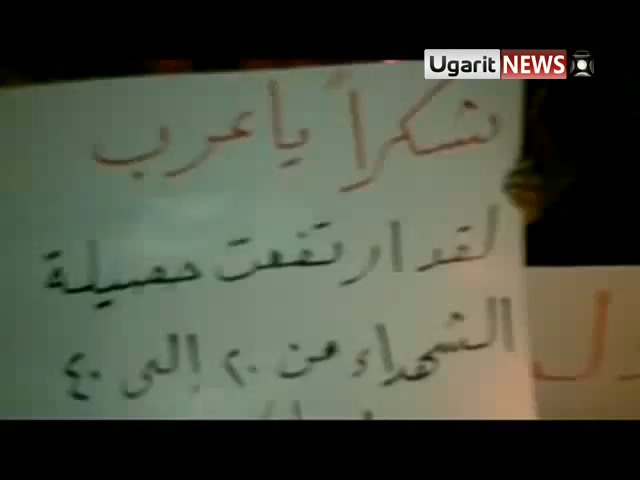 Ugarit NEWS
شكراً يا عرب
لقد ارتفعت حصيلة
الشهداء من ٢٠ إلى ٤٠